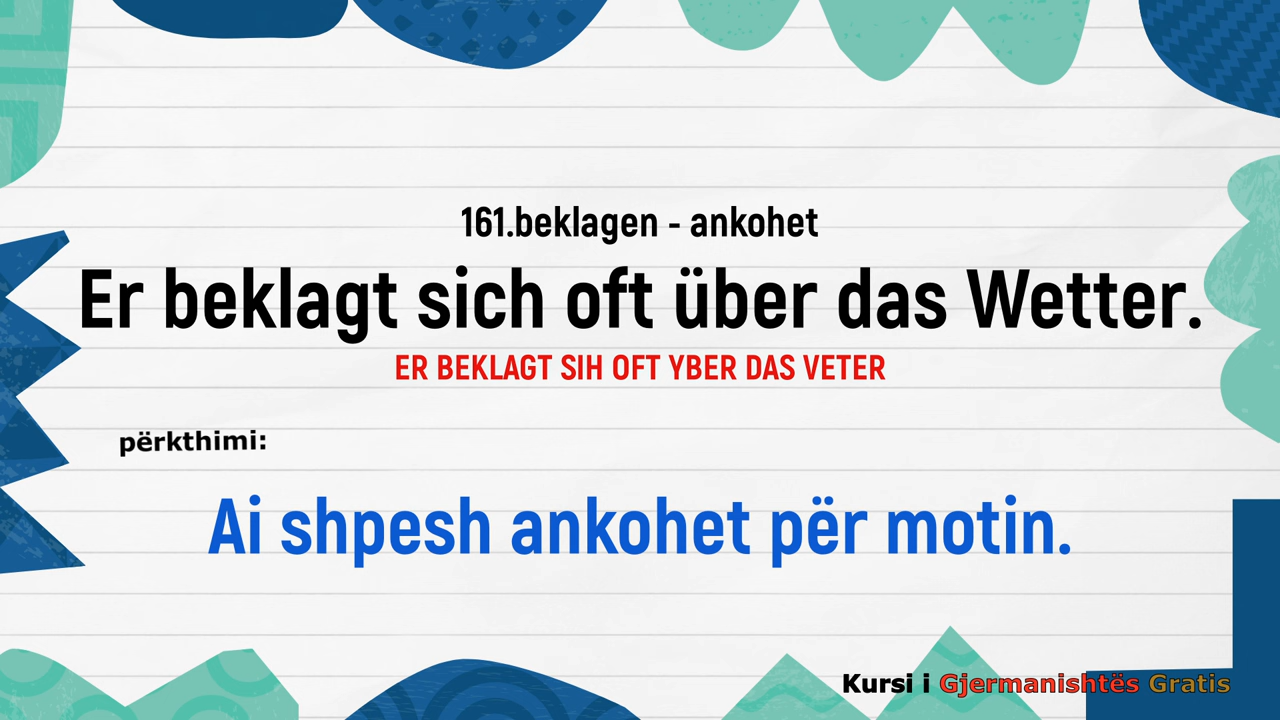 161.beklagen - ankohet
Er beklagt sich oft über das Wetter.
ER BEKLAGT SIH OFT YBER DAS VETER
përkthimi:
Ai shpesh ankohet për motin.
Kursi i Gjermanishtës Gratis